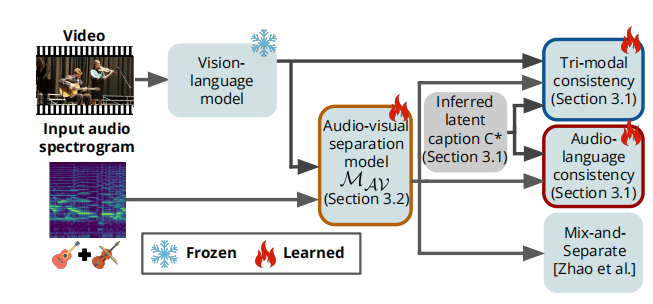 Video
Input audio
spectrogram
Vision-
language
model
Audio-visual
separation
model
M_AV
(Section 3.2)
Inferred
latent
caption C*
(Section 3.1)
Tri-modal
consistency
(Section 3.1)
Audio-
language
consistency
(Section 3.1)
Mix-and-
Separate
[Zhao et al.]
Frozen
Learned